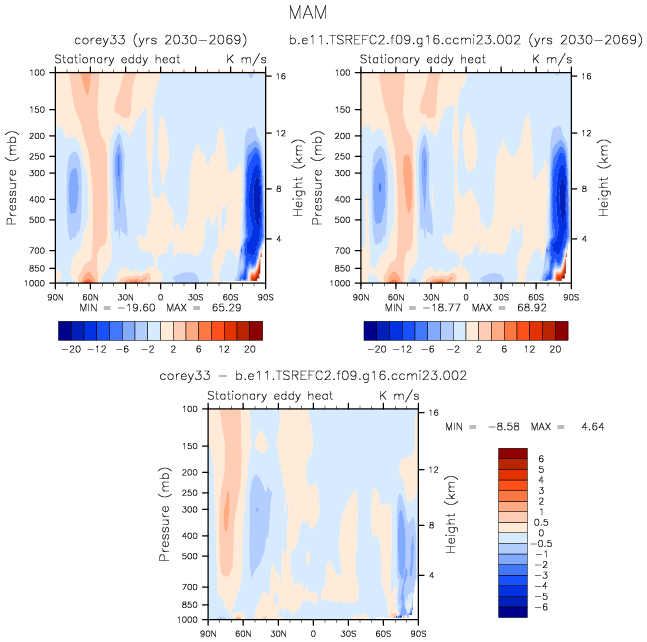 MAM
corey33 (yrs 2030-2069)
b.e11.TSREFC2.f09.g16.ccmi23.002 (yrs 2030-2069)
Stationary eddy heat K m/s
Stationary eddy heat K m/s
Pressure (mb)
100
150
200
250
300
400
500
700
850
1000
90N 60N 30N 0 30S 60S 90S
16
12
8
4
Height (km)
MIN = -19.60 MAX = 65.29
-20 -12 -6 -2 2 6 12 20
Pressure (mb)
100
150
200
250
300
400
500
700
850
1000
90N 60N 30N 0 30S 60S 90S
16
12
8
4
Height (km)
MIN = -18.77 MAX = 68.92
-20 -12 -6 -2 2 6 12 20
corey33 - b.e11.TSREFC2.f09.g16.ccmi23.002
Stationary eddy heat K m/s
Pressure (mb)
100
150
200
250
300
400
500
700
850
1000
90N 60N 30N 0 30S 60S 90S
16
12
8
4
Height (km)
MIN = -8.58 MAX = 4.64
6
5
4
3
2
1
0.5
0
-0.5
-1
-2
-3
-4
-5
-6